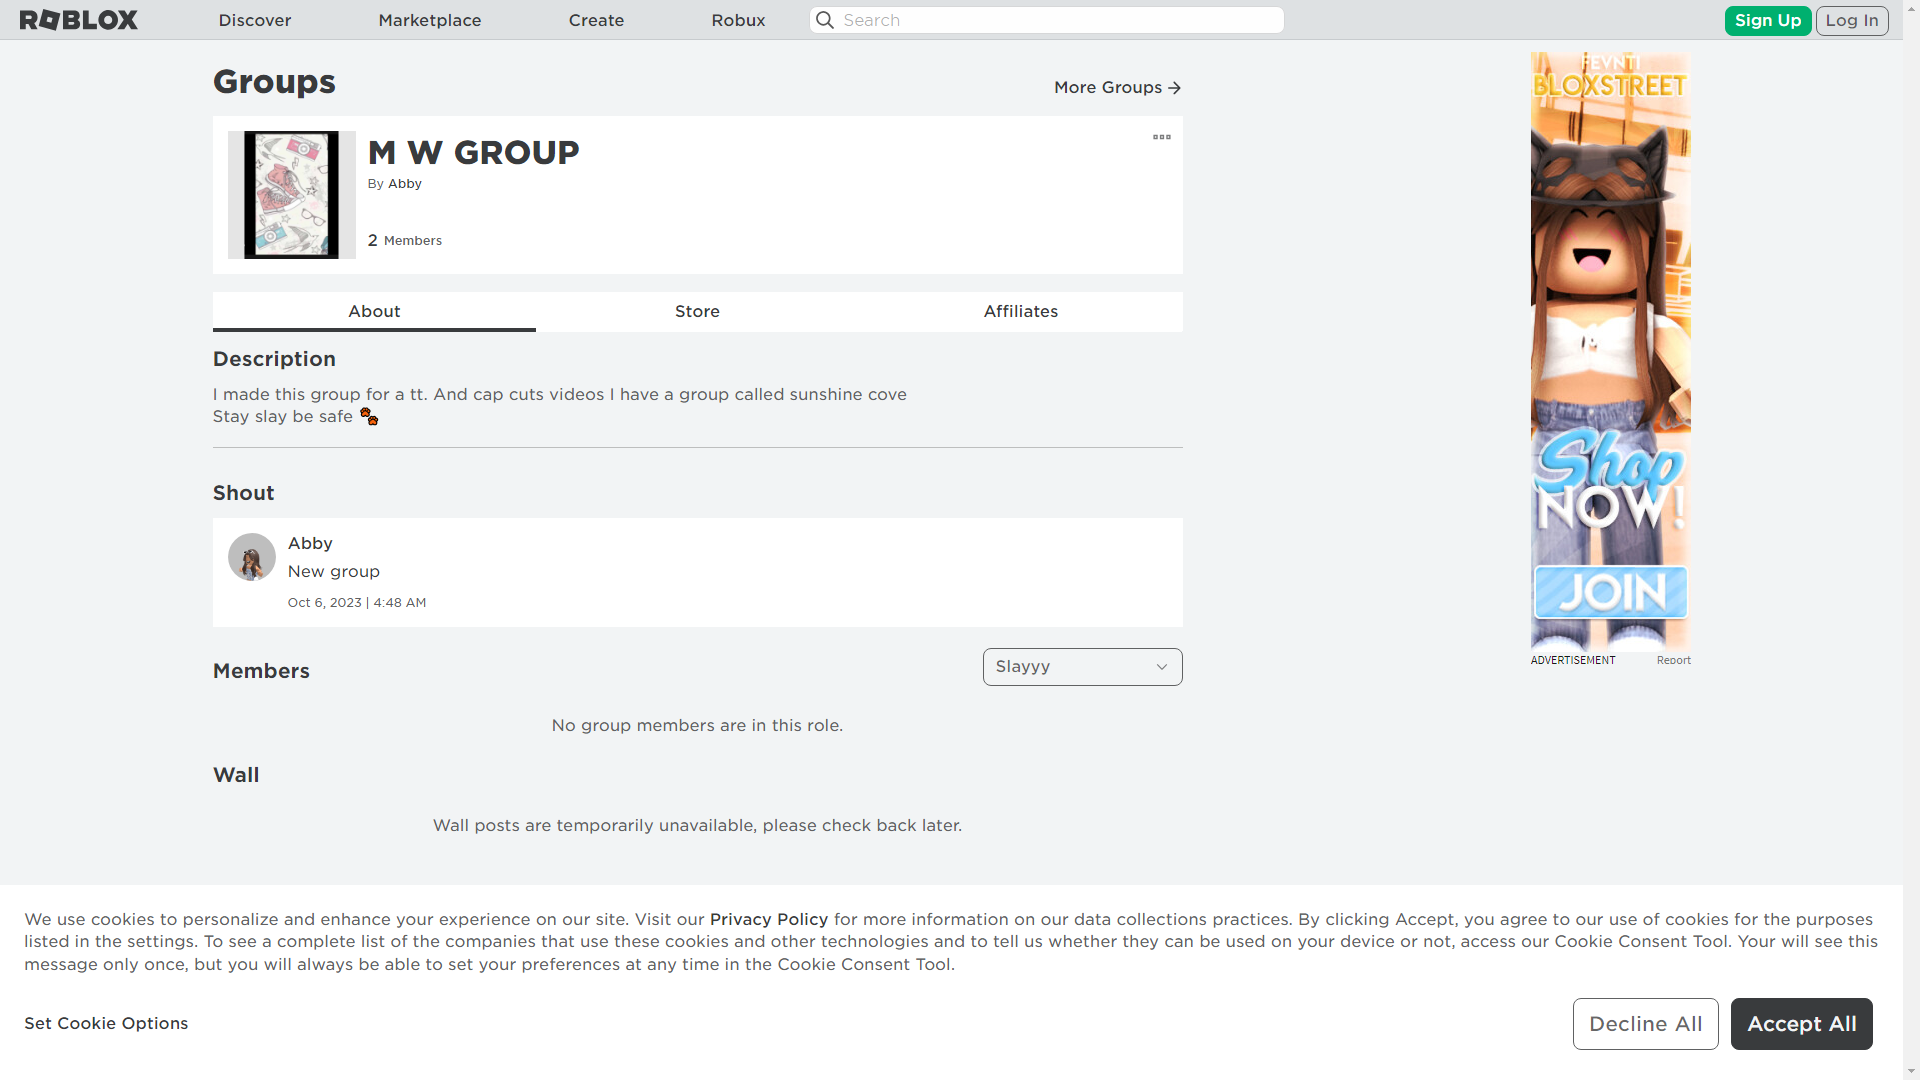 ROBLOX Discover Marketplace Create Robux Search Sign Up Log In
Groups
More Groups
M W GROUP
By Abby
2 Members
About Store Affiliates
Description
I made this group for a tt. And cap cuts videos I have a group called sunshine cove
Stay slay be safe
Shout
Abby
New group
Oct 6, 2023 | 4:48 AM
Members
Slayyy
No group members are in this role.
Wall
Wall posts are temporarily unavailable, please check back later.
FEVNTI
BLOXSTREET
Shop
NOW!
JOIN
ADVERTISEMENT Report
We use cookies to personalize and enhance your experience on our site. Visit our Privacy Policy for more information on our data collections practices. By clicking Accept, you agree to our use of cookies for the purposes
listed in the settings. To see a complete list of the companies that use these cookies and other technologies and to tell us whether they can be used on your device or not, access our Cookie Consent Tool. Your will see this
message only once, but you will always be able to set your preferences at any time in the Cookie Consent Tool.
Set Cookie Options
Decline All
Accept All